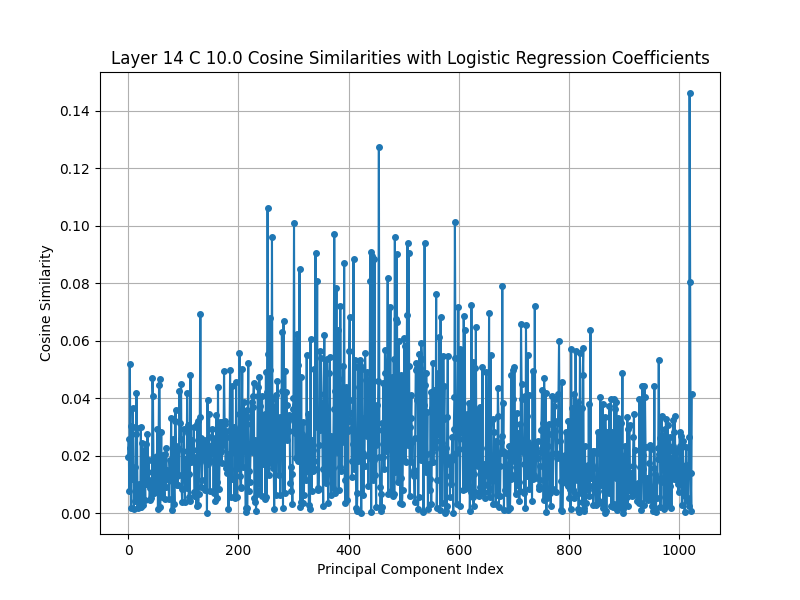 Layer 14 C 10.0 Cosine Similarities with Logistic Regression Coefficients
0.14
0.12
0.10
0.08
0.06
0.04
0.02
0.00
Cosine Similarity
0 200 400 600 800 1000
Principal Component Index